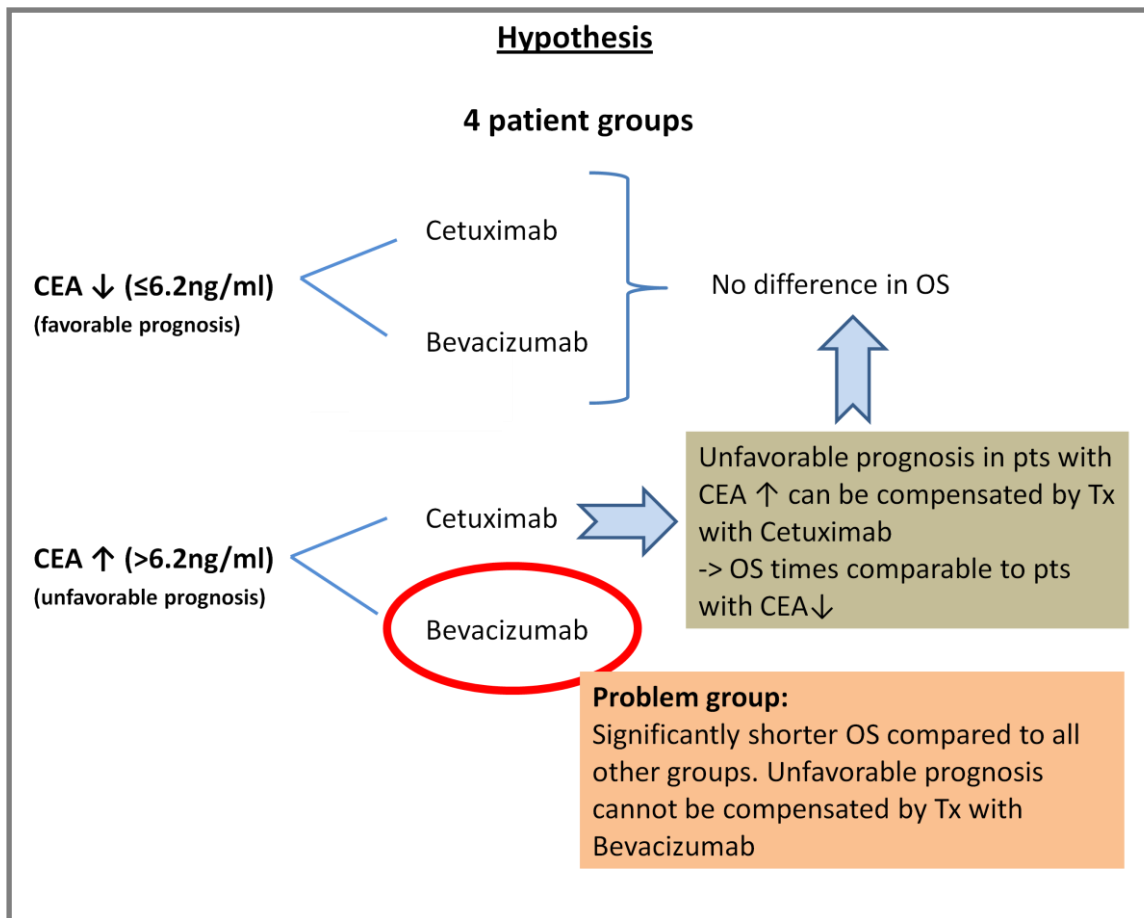 Hypothesis
4 patient groups
CEA ↓ (≤6.2ng/ml)
(favorable prognosis)
Cetuximab
Bevacizumab
No difference in OS
CEA ↑ (>6.2ng/ml)
(unfavorable prognosis)
Cetuximab
Bevacizumab
Unfavorable prognosis in pts with
CEA ↑ can be compensated by Tx
with Cetuximab
-> OS times comparable to pts
with CEA↓
Problem group:
Significantly shorter OS compared to all
other groups. Unfavorable prognosis
cannot be compensated by Tx with
Bevacizumab